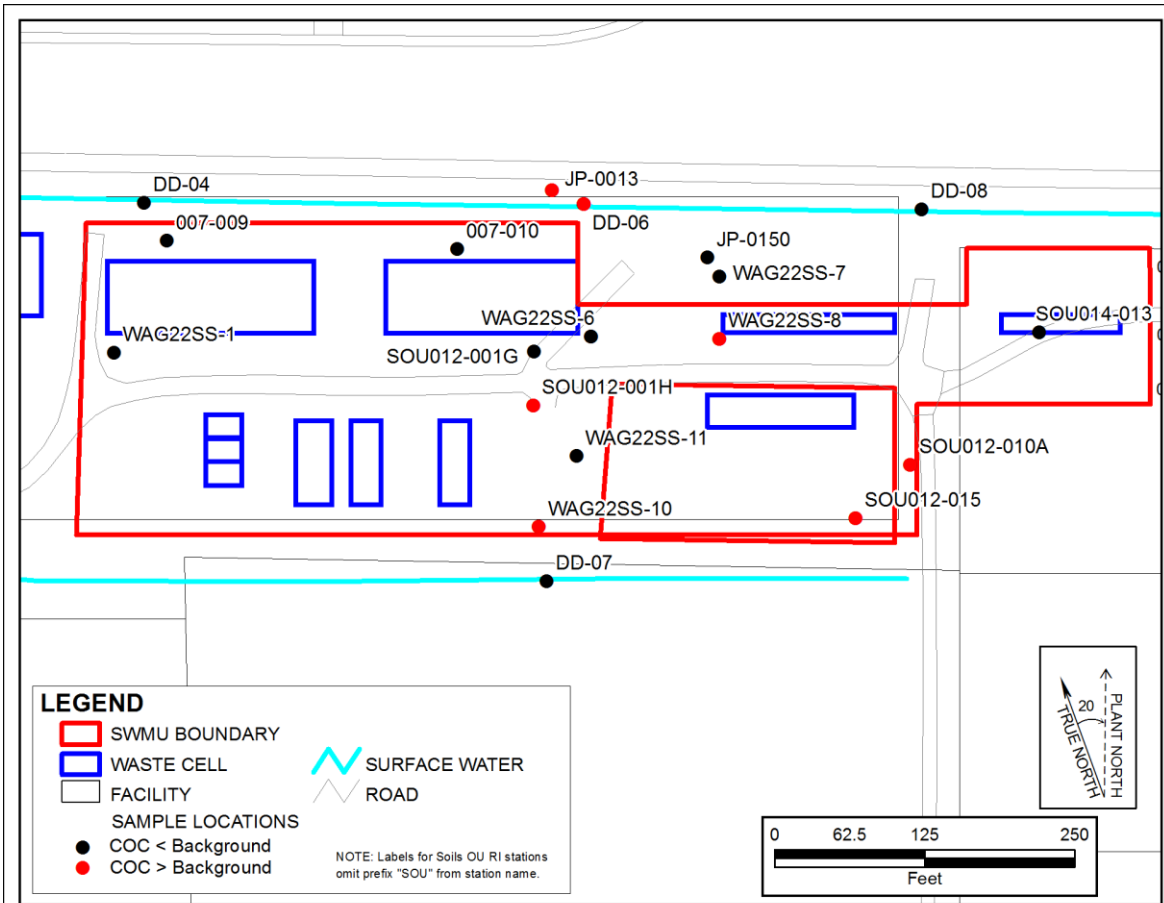 JP-0013
DD-04
DD-08
DD-06
007-009
007-010
JP-0150
WAG22SS-7
SOU014-013
WAG22SS-6
WAG22SS-8
WAG22SS-1
SOU012-001G
SOU012-001H
WAG22SS-11
SOU012-010A
SOU012-015
WAG22SS-10
DD-07
LEGEND
SWMU BOUNDARY
WASTE CELL
SURFACE WATER
FACILITY
ROAD
SAMPLE LOCATIONS
COC < Background
COC > Background
NOTE: Labels for Soils OU RI stations
omit prefix "SOU" from station name.
20
TRUE NORTH
PLANT NORTH
0 62.5 125 250
Feet